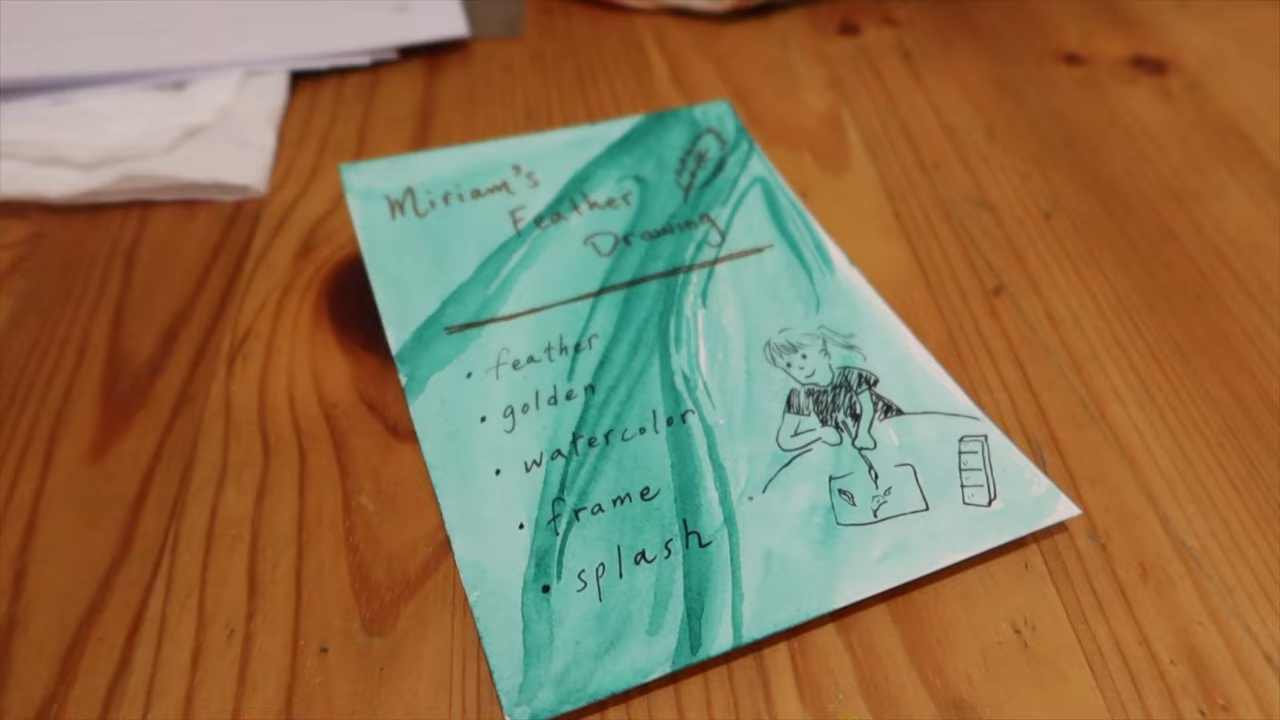 Miriam's
Feather
Drawing
• feather
• golden
• watercolor
• frame
• splash